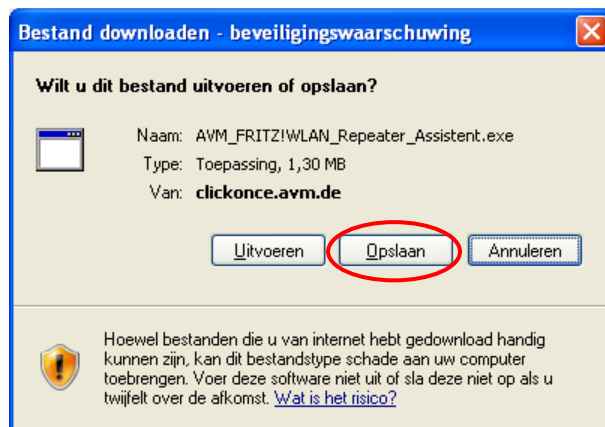 Bestand downloaden - beveiligingswaarschuwing
Wilt u dit bestand uitvoeren of opslaan?
Naam: AVM_FRITZ!WLAN_Repeater_Assistent.exe
Type: Toepassing, 1,30 MB
Van: clickonce.avm.de
Uitvoeren Opslaan Annuleren
Hoewel bestanden die u van internet hebt gedownload handig
kunnen zijn, kan dit bestandstype schade aan uw computer
toebrengen. Voer deze software niet uit of sla deze niet op als u
twijfelt over de afkomst. Wat is het risico?